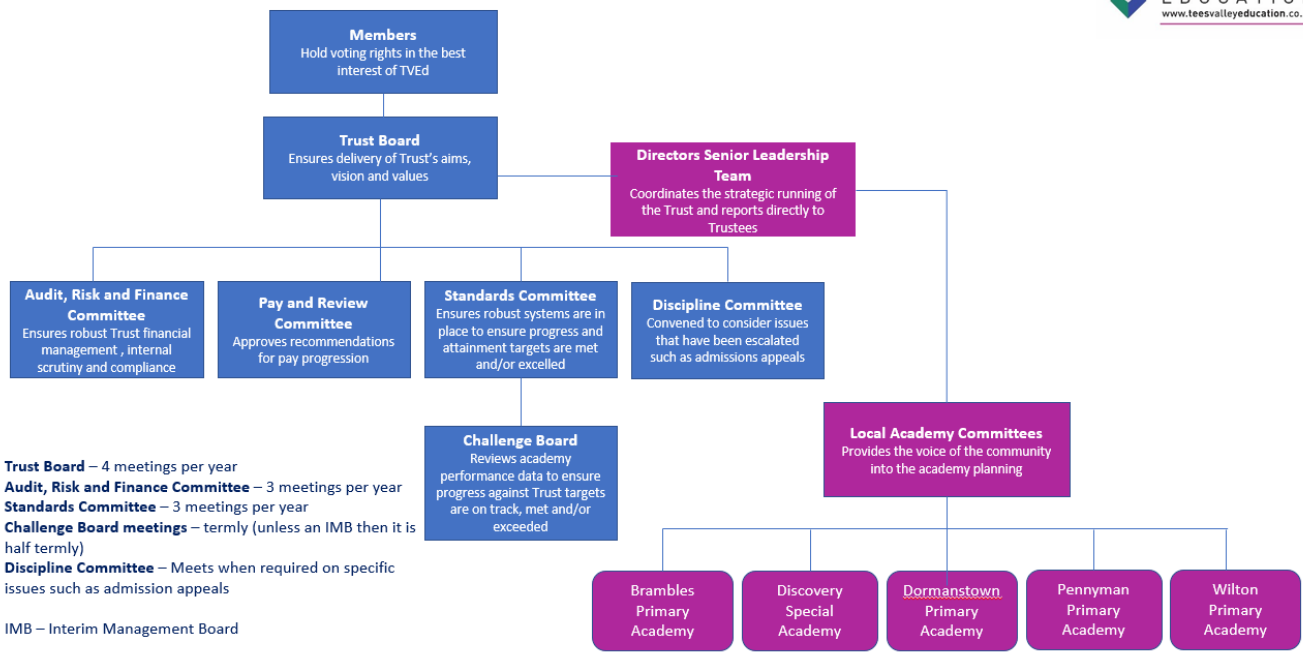 EDUCATIO
www.teesvalleyeducation.co.
Members
Hold voting rights in the best
interest of TVEd
Trust Board
Ensures delivery of Trust's aims,
vision and values
Directors Senior Leadership
Team
Coordinates the strategic running of
the Trust and reports directly to
Trustees
Audit, Risk and Finance
Committee
Ensures robust Trust financial
management , internal
scrutiny and compliance
Pay and Review
Committee
Approves recommendations
for pay progression
Standards Committee
Ensures robust systems are in
place to ensure progress and
attainment targets are met
and/or excelled
Discipline Committee
Convened to consider issues
that have been escalated
such as admissions appeals
Challenge Board
Reviews academy
performance data to ensure
progress against Trust targets
are on track, met and/or
exceeded
Local Academy Committees
Provides the voice of the community
into the academy planning
Trust Board – 4 meetings per year
Audit, Risk and Finance Committee – 3 meetings per year
Standards Committee – 3 meetings per year
Challenge Board meetings – termly (unless an IMB then it is
half termly)
Discipline Committee – Meets when required on specific
issues such as admission appeals
IMB – Interim Management Board
Brambles
Primary
Academy
Discovery
Special
Academy
Dormanstown
Primary
Academy
Pennyman
Primary
Academy
Wilton
Primary
Academy